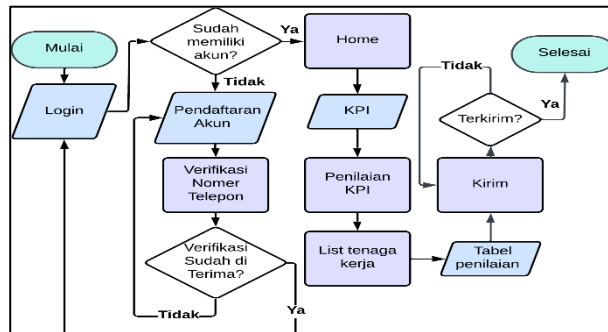 Mulai
Login
Sudah
memiliki
akun?
Ya
Tidak
Pendaftaran
Akun
Verifikasi
Nomer
Telepon
Verifikasi
Sudah di
Terima?
Tidak
Ya
Home
KPI
Penilaian
KPI
List tenaga
kerja
Tabel
penilaian
Kirim
Terkirim?
Tidak
Ya
Selesai